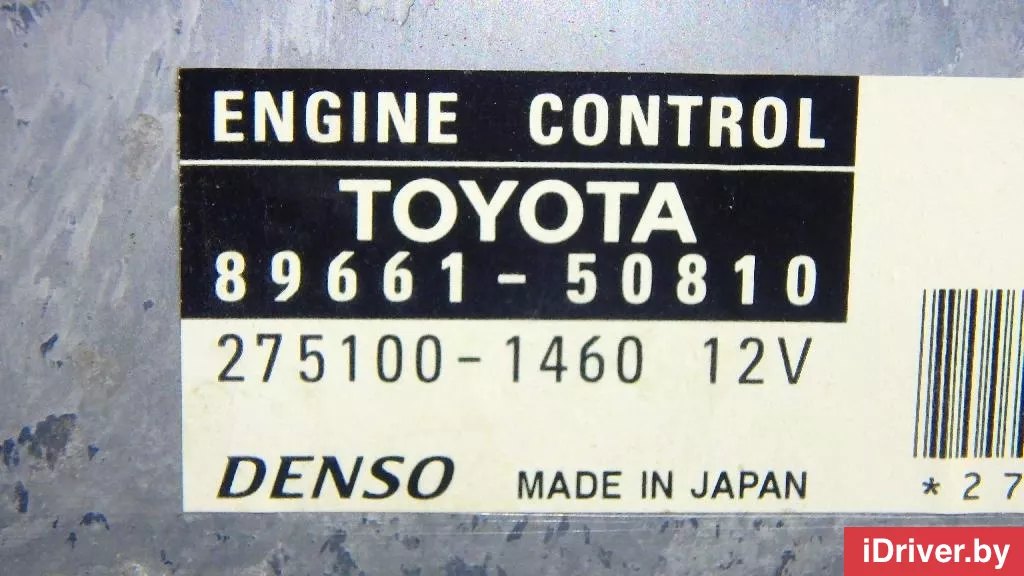 ENGINE CONTROL
TOYOTA
89661-50810
275100-1460 12V
DENSO MADE IN JAPAN
*27
iDriver.by